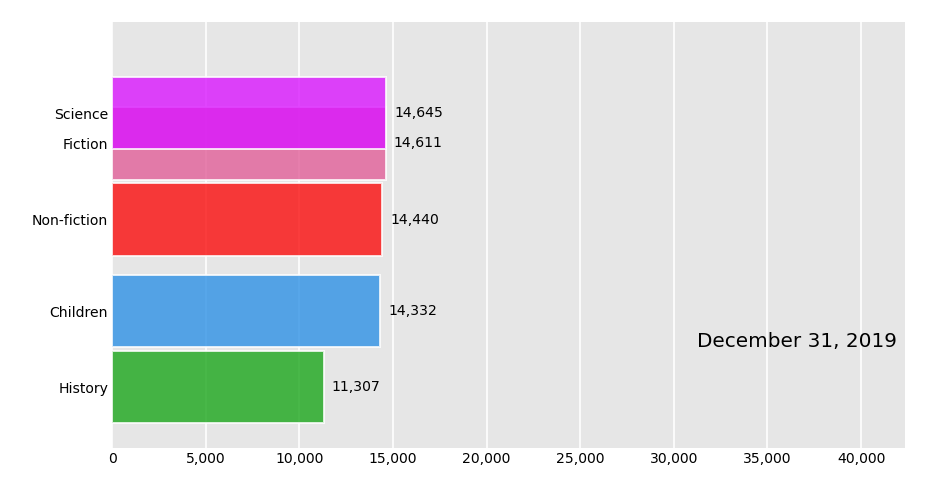 Science 14,645
Fiction 14,611
Non-fiction 14,440
Children 14,332
December 31, 2019
History 11,307
0 5,000 10,000 15,000 20,000 25,000 30,000 35,000 40,000